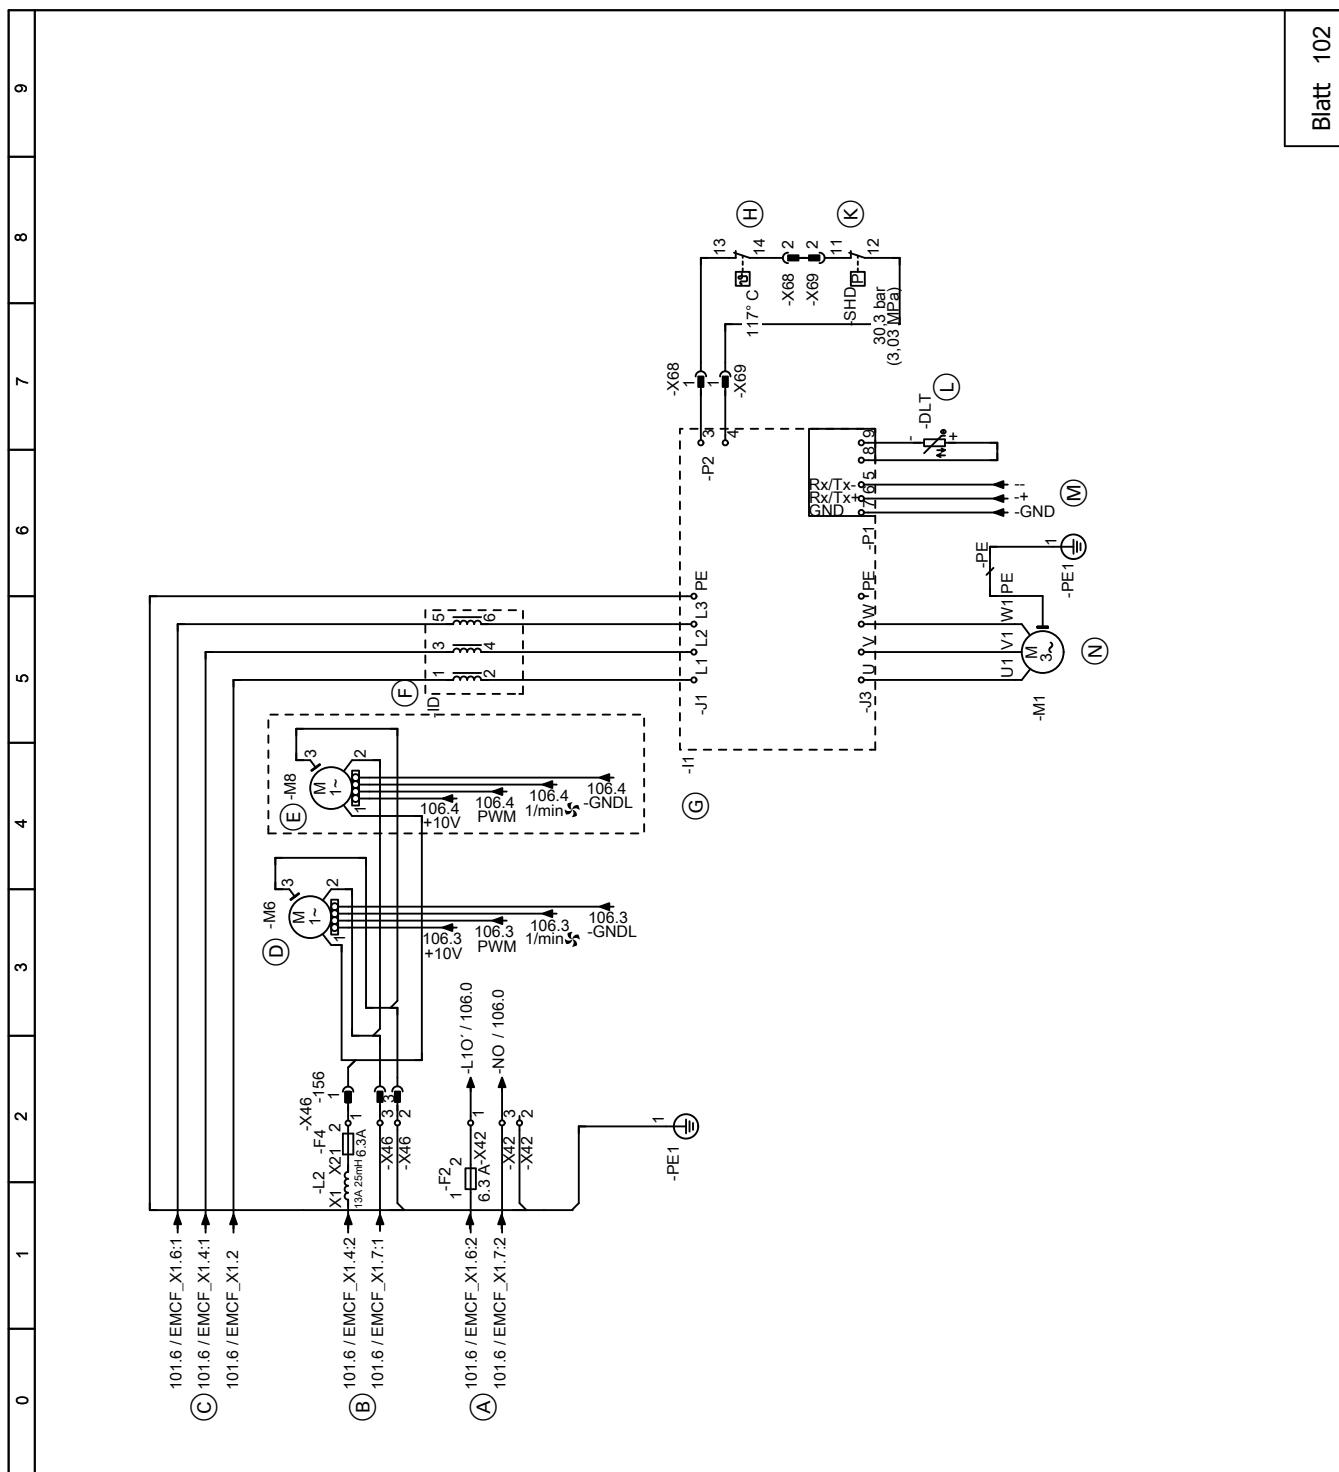 0 1 2 3 4 5 6 7 8 9
101.6 / EMCF_X1.6:1
101.6 / EMCF_X1.4:1
101.6 / EMCF_X1.2
C
101.6 / EMCF_X1.4:2
101.6 / EMCF_X1.7:1
B
101.6 / EMCF_X1.6:2
101.6 / EMCF_X1.7:2
A
-L2
X1 X21
13A 25mH
-F4
2
6.3A
-X46
1
-156
1
3 3
-X46
2
-X46
-F2
1 2
6.3 A
-X42
1
-L1O´ / 106.0
-X42
3
-NO / 106.0
-X42
2
-PE1
1
D
-M6
M
1~
3
2
1
106.3
+10V
106.3
PWM
106.3
1/min
106.3
-GNDL
E
-M8
M
1~
3
2
1
106.4
+10V
106.4
PWM
106.4
1/min
106.4
-GNDL
F
-ID
1 2
3 4
5 6
G
-I1
-J1
L1
L2
L3
PE
-J3
U
V
W
PE
-M1
U1
V1
W1
PE
M
3~
N
-PE
-PE1
1
-P1
GND
Rx/Tx+
Rx/Tx-
7
6
5
8
9
-GND
-+
--
M
-DLT
-
+
L
-P2
3
4
-X68
1
1
-X69
117° C
13
14
H
-X68
2
-X69
2
-SHD
P
11
12
K
30,3 bar
(3,03 MPa)
Blatt 102